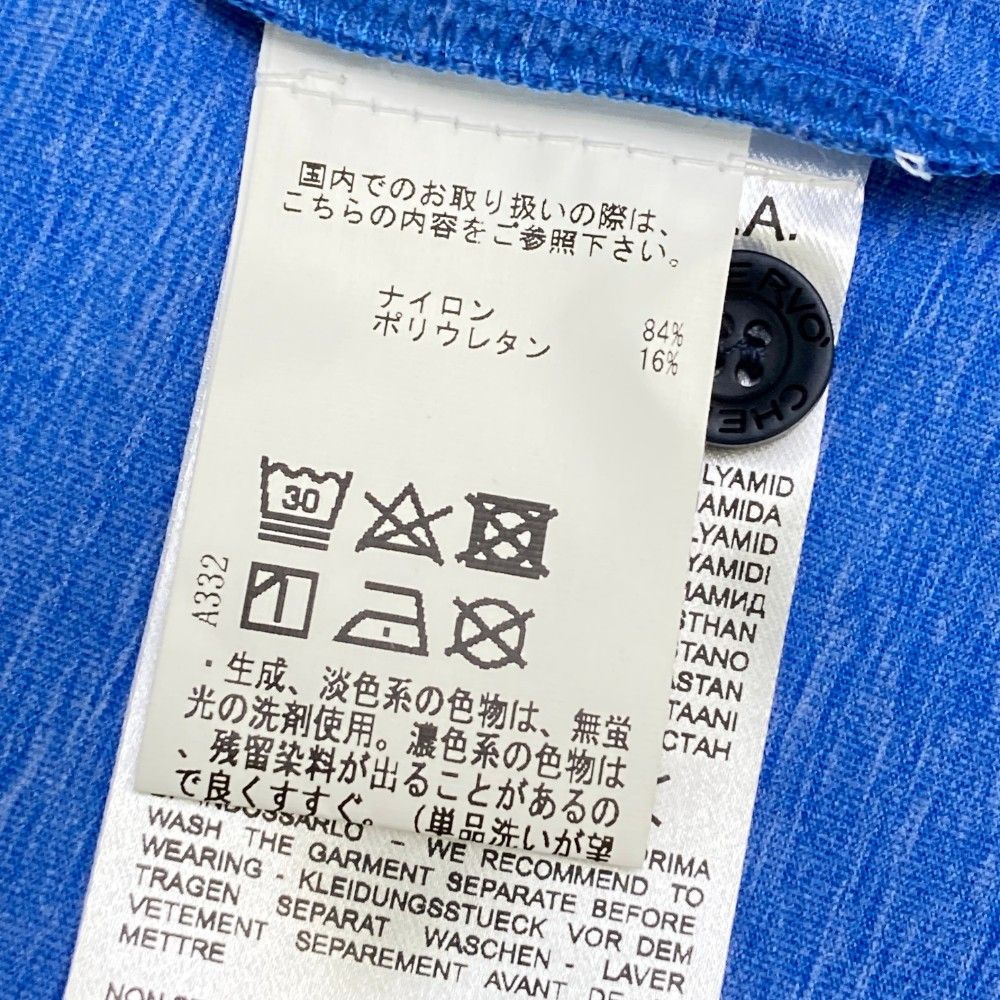 国内でのお取り扱いの際は、
こちらの内容をご参照下さい。
.A.
ナイロン 84%
ポリウレタン 16%
30
A332
・生成、淡色系の色物は、無蛍
光の洗剤使用。濃色系の色物は
、残留染料が出ることがあるの
で良くすすぐ。（単品洗いが望
ERVO'
CHE
LYAMID
AMIDA
LYAMID
YAMIDI
ИАМИД
STHAN
STANO
ASTAN
TAANI
СТАН
PRIMA
WASH THE GARMENT SEPARATE BEFORE
WE RECOMMEND TO
WEARING - KLEIDUNGSSTUECK VOR DEM
TRAGEN SEPARAT WASCHEN - LAVER
VETEMENT SEPAREMENT AVANT DE
METTRE